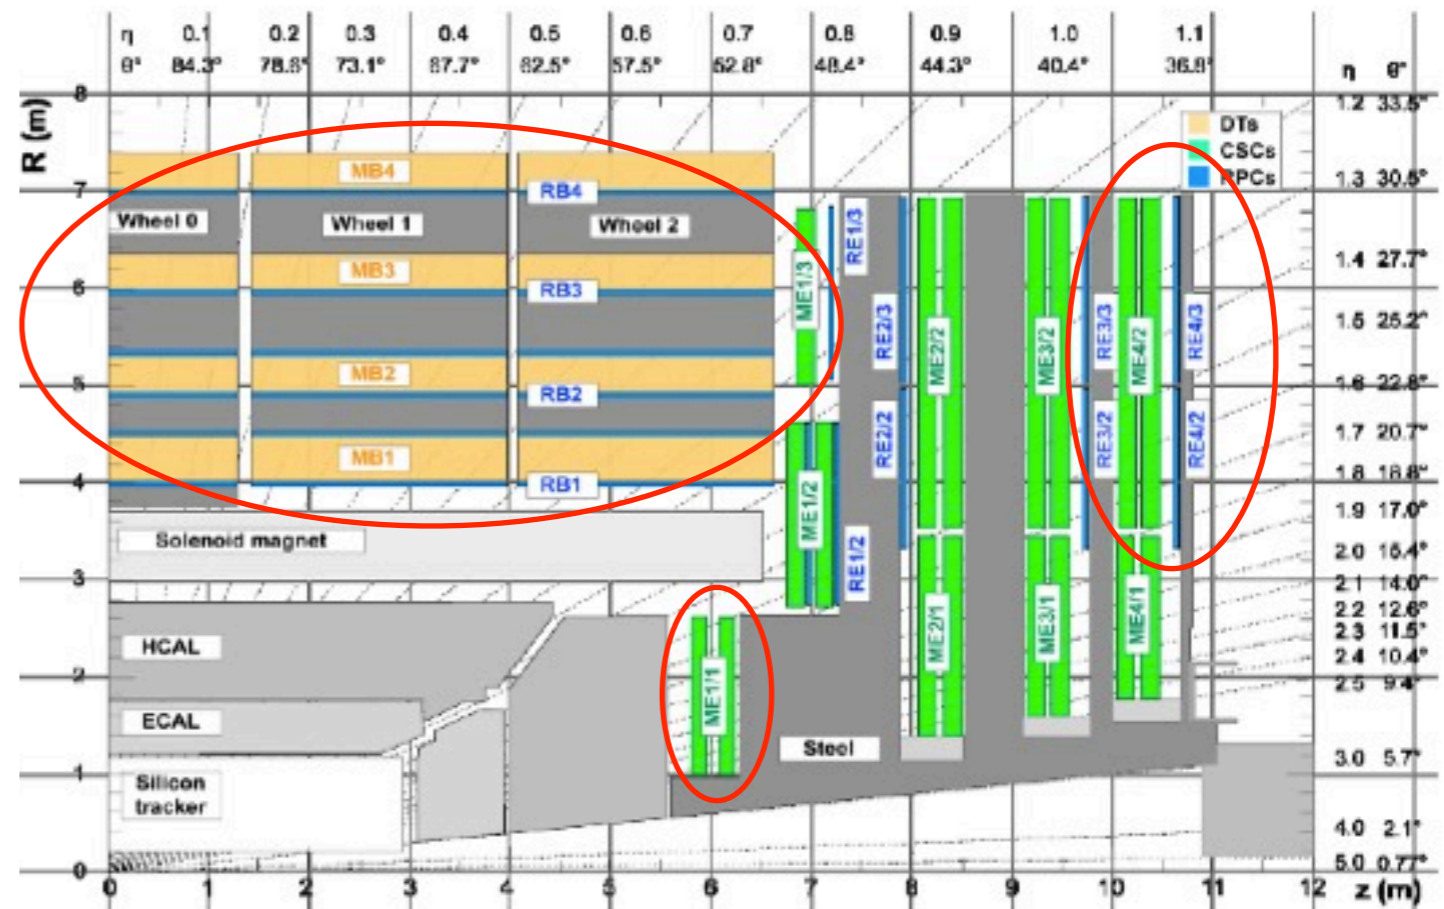 η 0.1 0.2 0.3 0.4 0.5 0.6 0.7 0.8 0.9 1.0 1.1
θ° 84.3° 78.6° 73.1° 67.7° 62.5° 57.5° 52.8° 48.4° 44.3° 40.4° 36.8°
η θ°
R (m)
8
7
6
5
4
3
2
1
0
0 1 2 3 4 5 6 7 8 9 10 11 12 z (m)
1.2 33.5°
1.3 30.5°
1.4 27.7°
1.5 25.2°
1.6 22.8°
1.7 20.7°
1.8 18.8°
1.9 17.0°
2.0 15.4°
2.1 14.0°
2.2 12.6°
2.3 11.5°
2.4 10.4°
2.5 9.4°
3.0 5.7°
4.0 2.1°
5.0 0.77°
DTs
CSCs
RPCs
MB4
RB4
Wheel 0
Wheel 1
Wheel 2
MB3
RB3
MB2
RB2
MB1
RB1
Solenoid magnet
HCAL
ECAL
Silicon
tracker
Steel
ME1/1
ME1/2
ME1/3
RE1/3
RE1/2
RE2/3
RE2/2
ME2/2
ME2/1
ME3/2
ME3/1
RE3/3
RE3/2
ME4/2
ME4/1
RE4/3
RE4/2